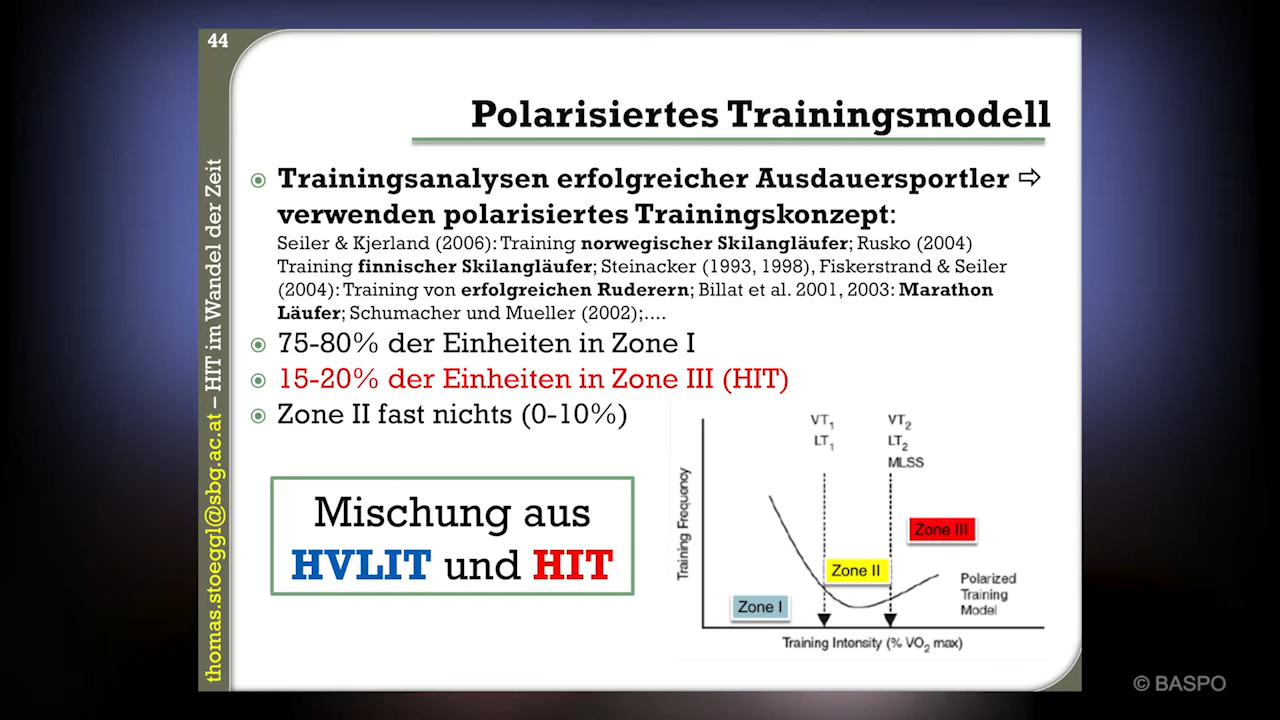 44
thomas.stoeggl@sbg.ac.at – HIT im Wandel der Zeit
Polarisiertes Trainingsmodell
Trainingsanalysen erfolgreicher Ausdauersportler ⇨
verwenden polarisiertes Trainingskonzept:
Seiler & Kjerland (2006): Training norwegischer Skilangläufer; Rusko (2004)
Training finnischer Skilangläufer; Steinacker (1993, 1998), Fiskerstrand & Seiler
(2004): Training von erfolgreichen Ruderern; Billat et al. 2001, 2003: Marathon
Läufer; Schumacher und Mueller (2002);....
75-80% der Einheiten in Zone I
15-20% der Einheiten in Zone III (HIT)
Zone II fast nichts (0-10%)
Mischung aus
HVLIT und HIT
VT1 VT2
LT1 LT2
MLSS
Training Frequency
Zone III
Zone II
Zone I
Polarized
Training
Model
Training Intensity (% VO2 max)
© BASPO